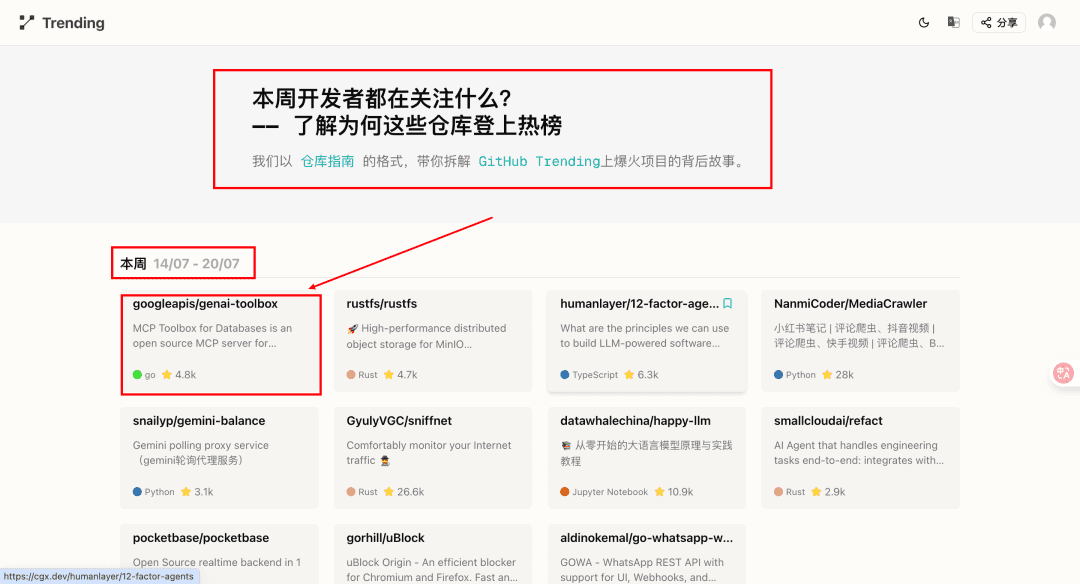 Trending
分享
本周开发者都在关注什么?
—— 了解为何这些仓库登上热榜
我们以 仓库指南 的格式，带你拆解 GitHub Trending上爆火项目的背后故事。
本周 14/07 - 20/07
googleapis/genai-toolbox
MCP Toolbox for Databases is an
open source MCP server for...
go 4.8k
rustfs/rustfs
🚀 High-performance distributed
object storage for MinIO...
Rust 4.7k
humanlayer/12-factor-age...
What are the principles we can use
to build LLM-powered software...
TypeScript 6.3k
NanmiCoder/MediaCrawler
小红书笔记 | 评论爬虫、抖音视频 |
评论爬虫、快手视频 | 评论爬虫、B...
Python 28k
snailyp/gemini-balance
Gemini polling proxy service
（gemini轮询代理服务）
Python 3.1k
GyulyVGC/sniffnet
Comfortably monitor your Internet
traffic 🕵️‍♂️
Rust 26.6k
datawhalechina/happy-llm
📚 从零开始的大语言模型原理与实践
教程
Jupyter Notebook 10.9k
smallcloudai/refact
AI Agent that handles engineering
tasks end-to-end: integrates with...
Rust 2.9k
pocketbase/pocketbase
Open Source realtime backend in 1
gorhill/uBlock
uBlock Origin - An efficient blocker
for Chromium and Firefox. Fast an...
aldinokemal/go-whatsapp-w...
GOWA - WhatsApp REST API with
support for UI, Webhooks, and...
https://cgx.dev/humanlayer/12-factor-agents